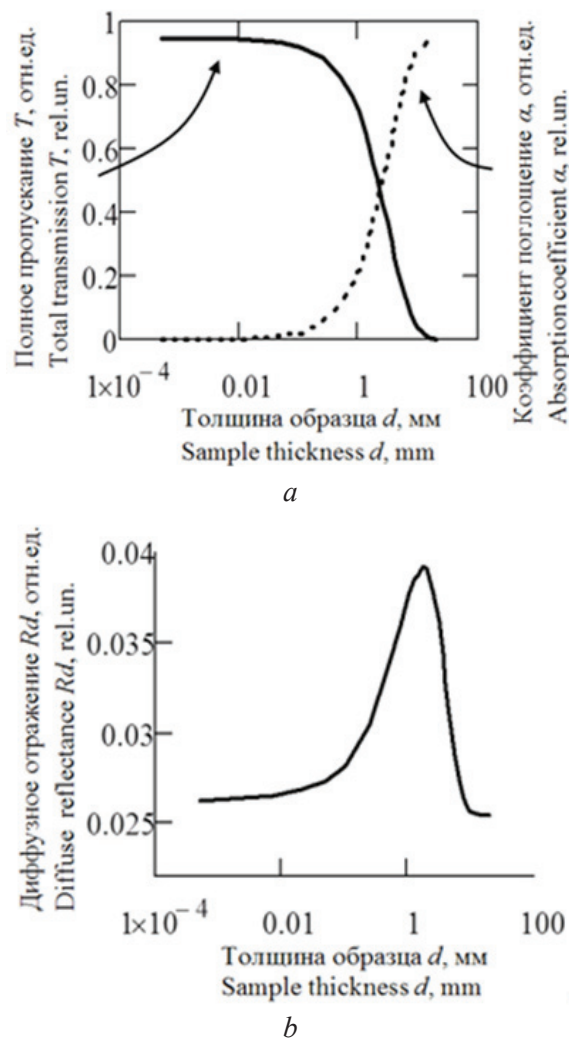 Полное пропускание T, отн.ед.
Total transmission T, rel.un.
1
0.8
0.6
0.4
0.2
0
1×10⁻⁴
0.01
1
100
Толщина образца d, мм
Sample thickness d, mm
Коэффициент поглощение α, отн.ед.
Absorption coefficient α, rel.un.
a
Диффузное отражение Rd, отн.ед.
Diffuse reflectance Rd, rel.un.
0.04
0.035
0.03
0.025
1×10⁻⁴
0.01
1
100
Толщина образца d, мм
Sample thickness d, mm
b